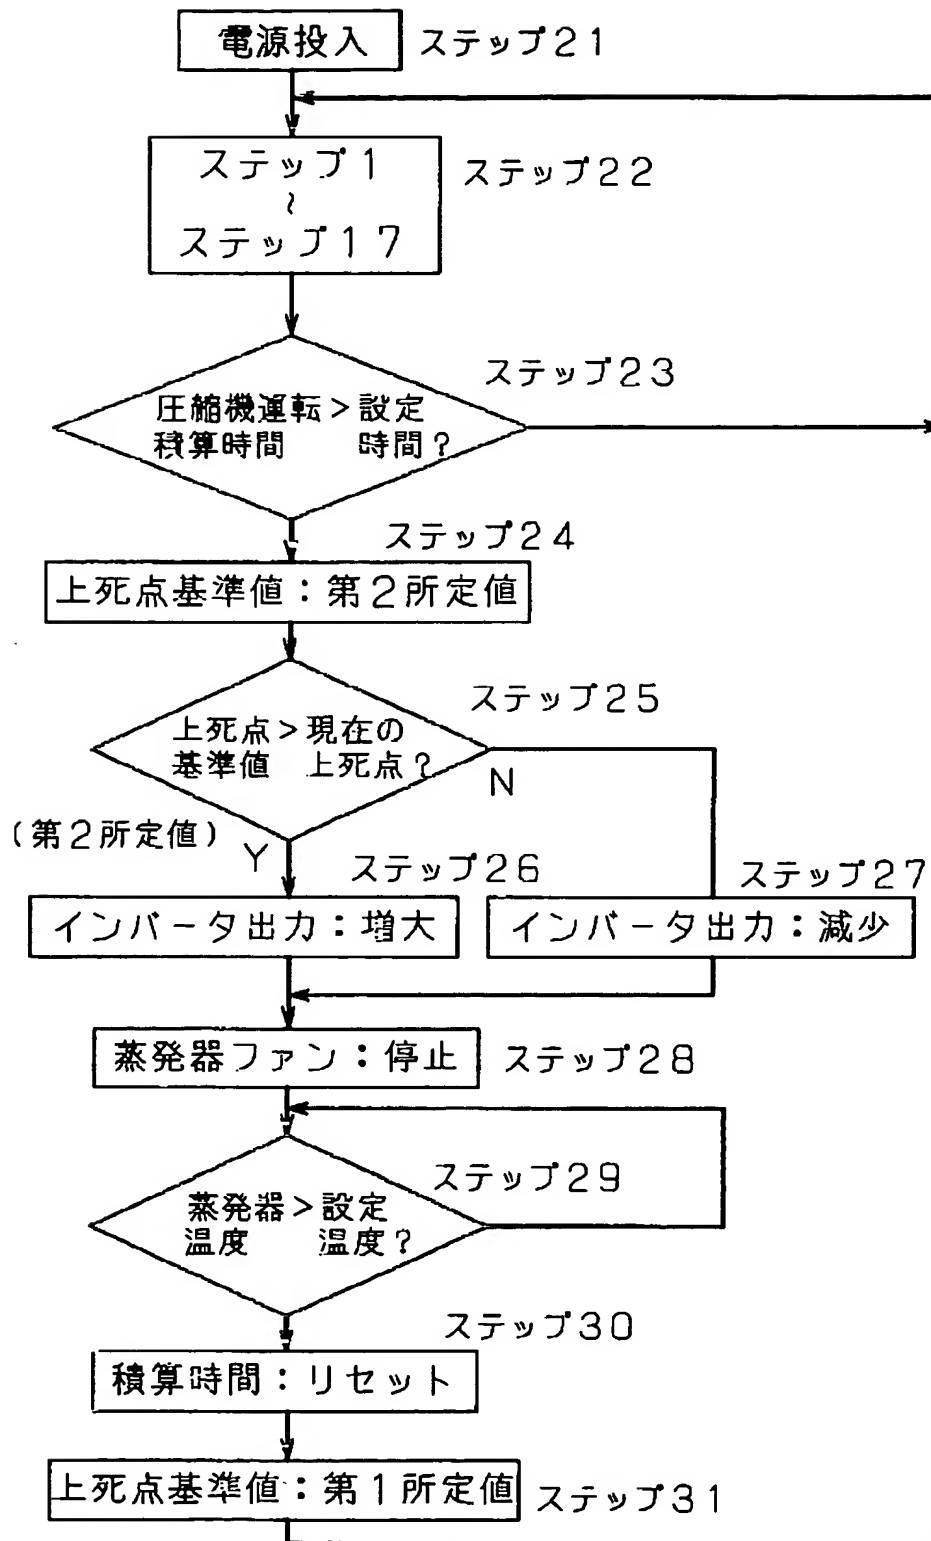 電源投入 ステップ21
ステップ1
～
ステップ17
ステップ22
ステップ23
圧縮機運転＞設定
積算時間 時間？
ステップ24
上死点基準値：第2所定値
ステップ25
上死点＞現在の
基準値 上死点？
N
(第2所定値)
Y
ステップ26
ステップ27
インバータ出力：増大
インバータ出力：減少
蒸発器ファン：停止 ステップ28
ステップ29
蒸発器＞設定
温度 温度？
ステップ30
積算時間：リセット
上死点基準値：第1所定値 ステップ31